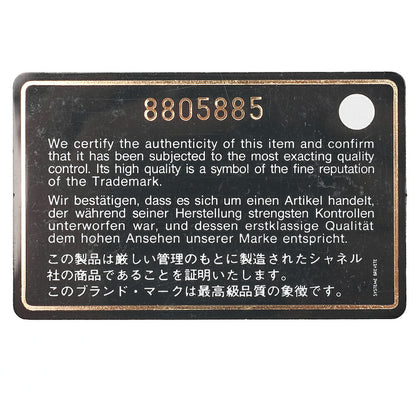 8805885
We certify the authenticity of this item and confirm
that it has been subjected to the most exacting quality
control. Its high quality is a symbol of the fine reputation
of the Trademark.
Wir bestätigen, dass es sich um einen Artikel handelt,
der während seiner Herstellung strengsten Kontrollen
unterworfen war, und dessen erstklassige Qualität
dem hohen Ansehen unserer Marke entspricht.
この製品は厳しい管理のもとに製造されたシャネル
社の商品であることを証明いたします。
このブランド・マークは最高級品質の象徴です。
SYSTEME BREVETE